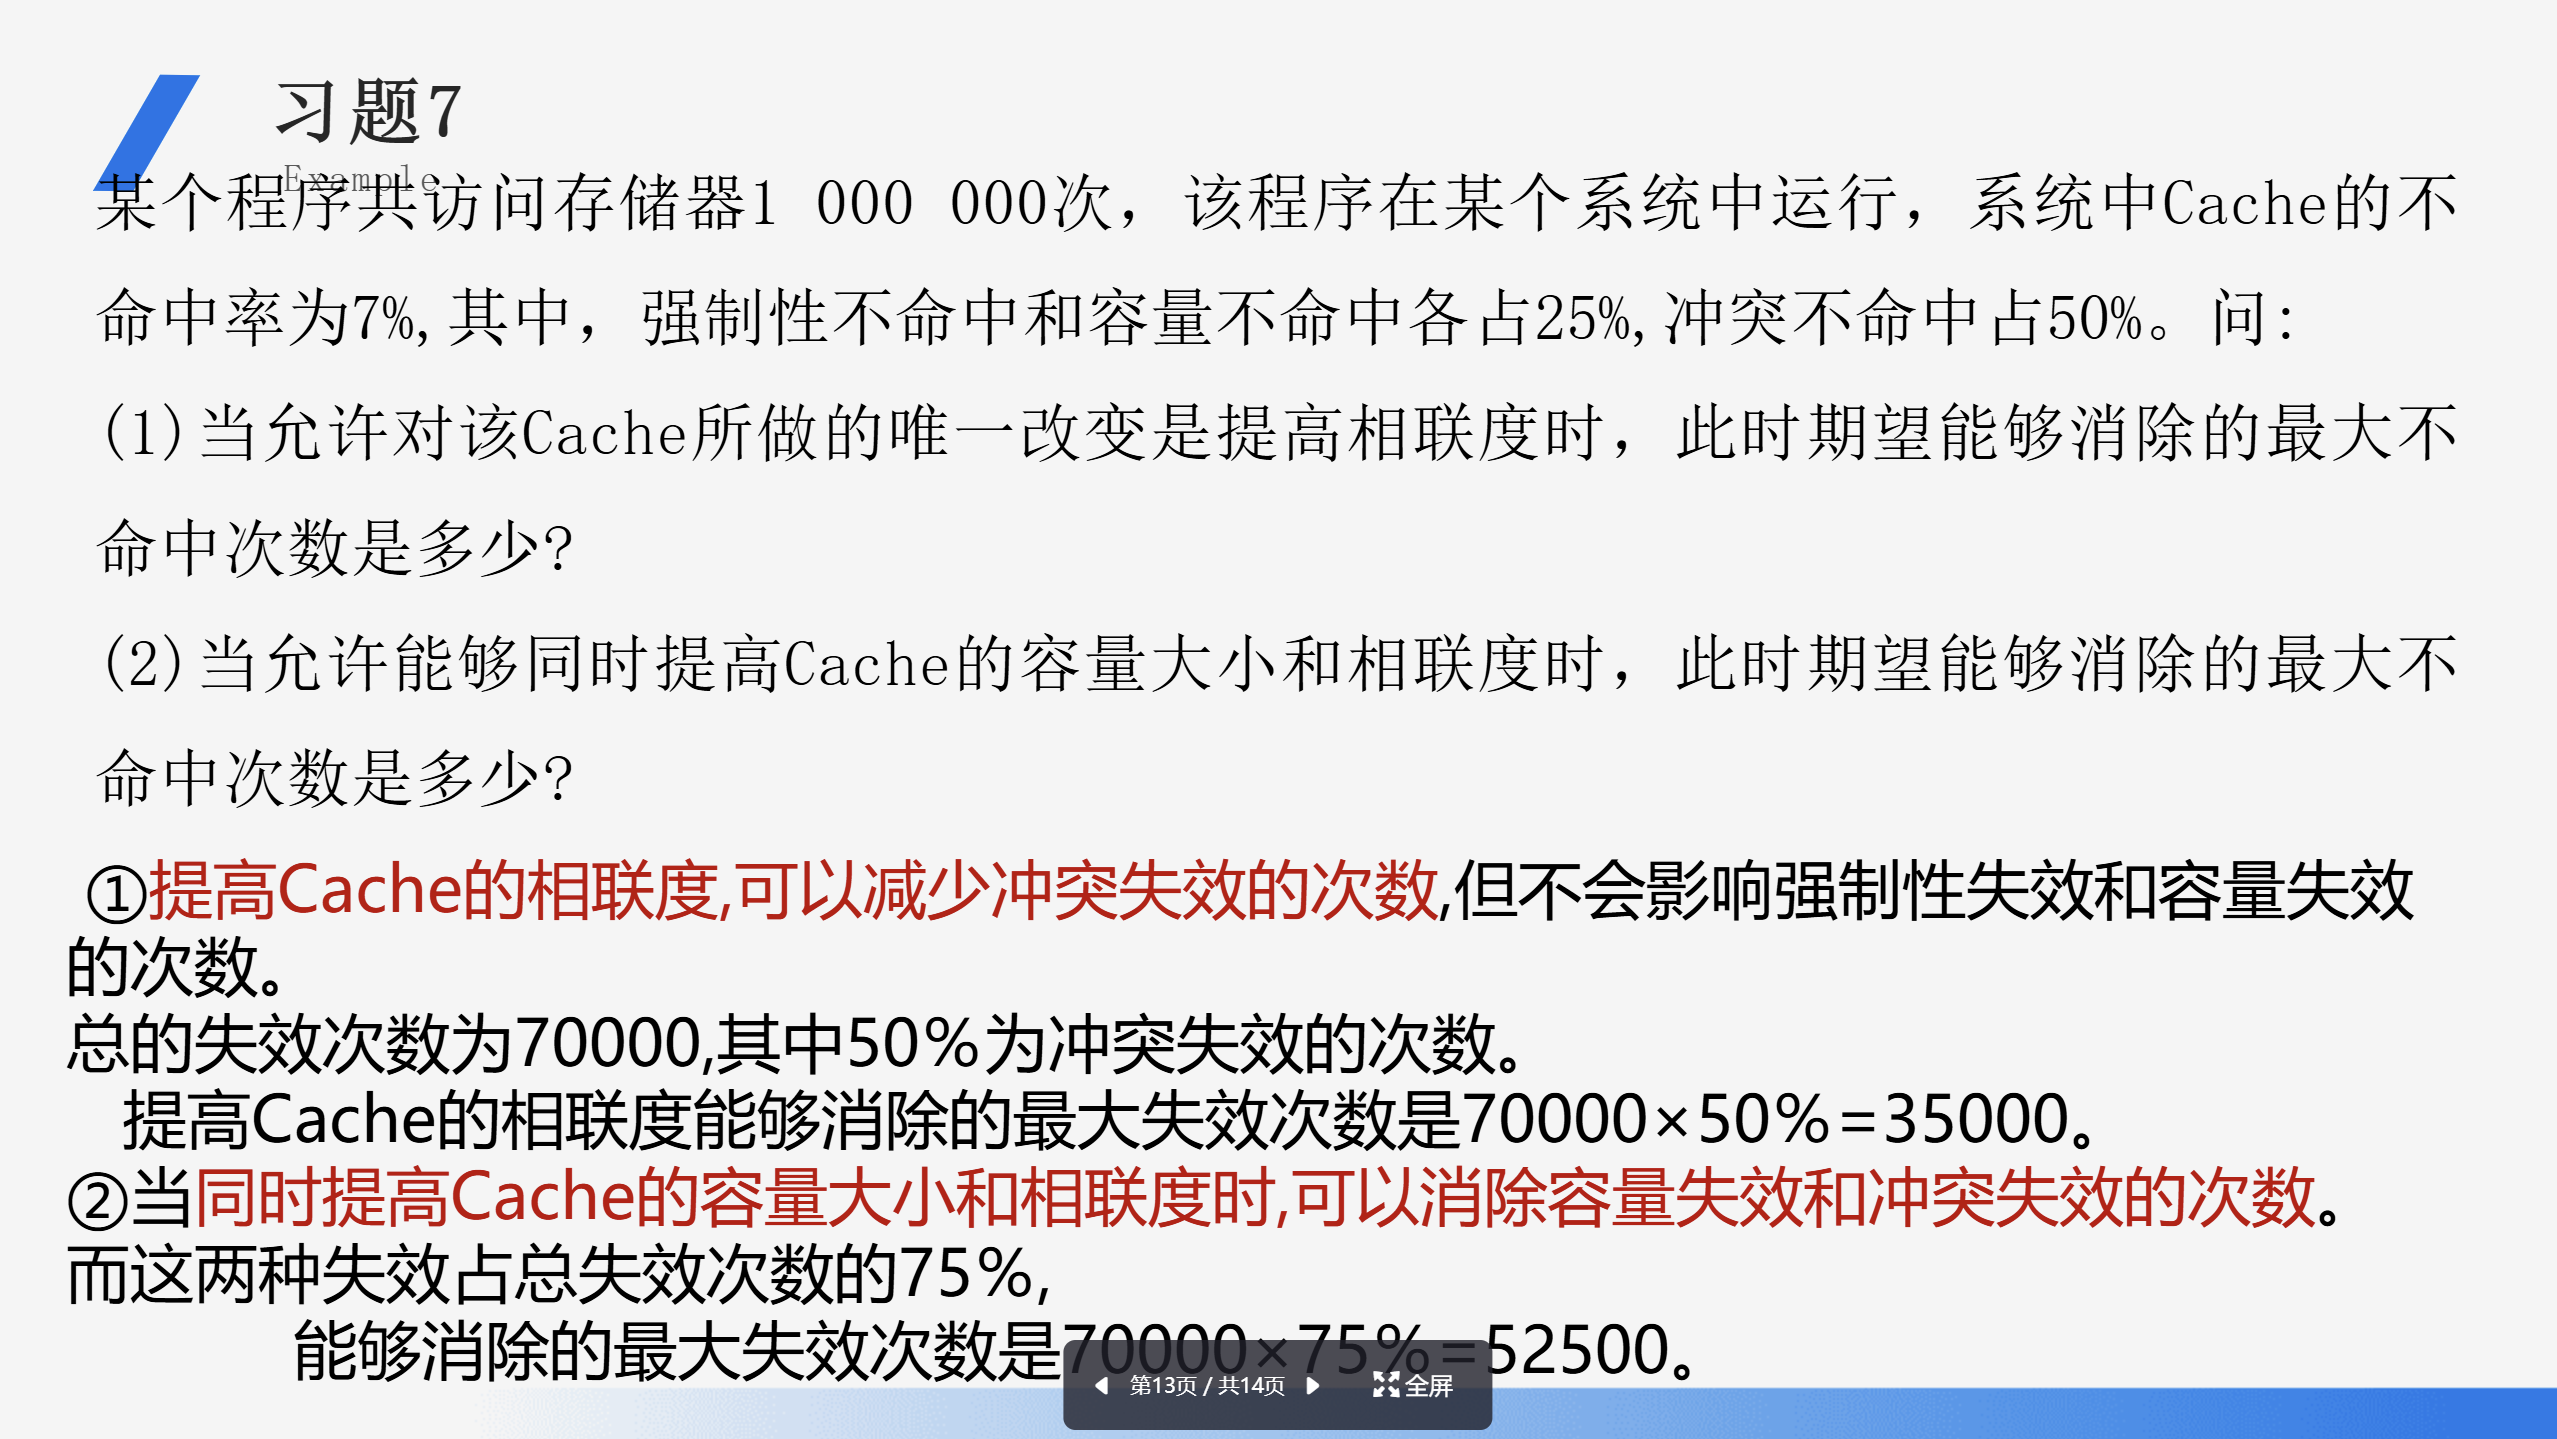 习题7
Example
某个程序共访问存储器1 000 000次，该程序在某个系统中运行，系统中Cache的不
命中率为7%,其中，强制性不命中和容量不命中各占25%,冲突不命中占50%。问:
(1)当允许对该Cache所做的唯一改变是提高相联度时，此时期望能够消除的最大不
命中次数是多少?
(2)当允许能够同时提高Cache的容量大小和相联度时，此时期望能够消除的最大不
命中次数是多少?
①提高Cache的相联度,可以减少冲突失效的次数,但不会影响强制性失效和容量失效
的次数。
总的失效次数为70000,其中50%为冲突失效的次数。
提高Cache的相联度能够消除的最大失效次数是70000×50%=35000。
②当同时提高Cache的容量大小和相联度时,可以消除容量失效和冲突失效的次数。
而这两种失效占总失效次数的75%,
能够消除的最大失效次数是70000×75%=52500。
第13页 / 共14页 全屏